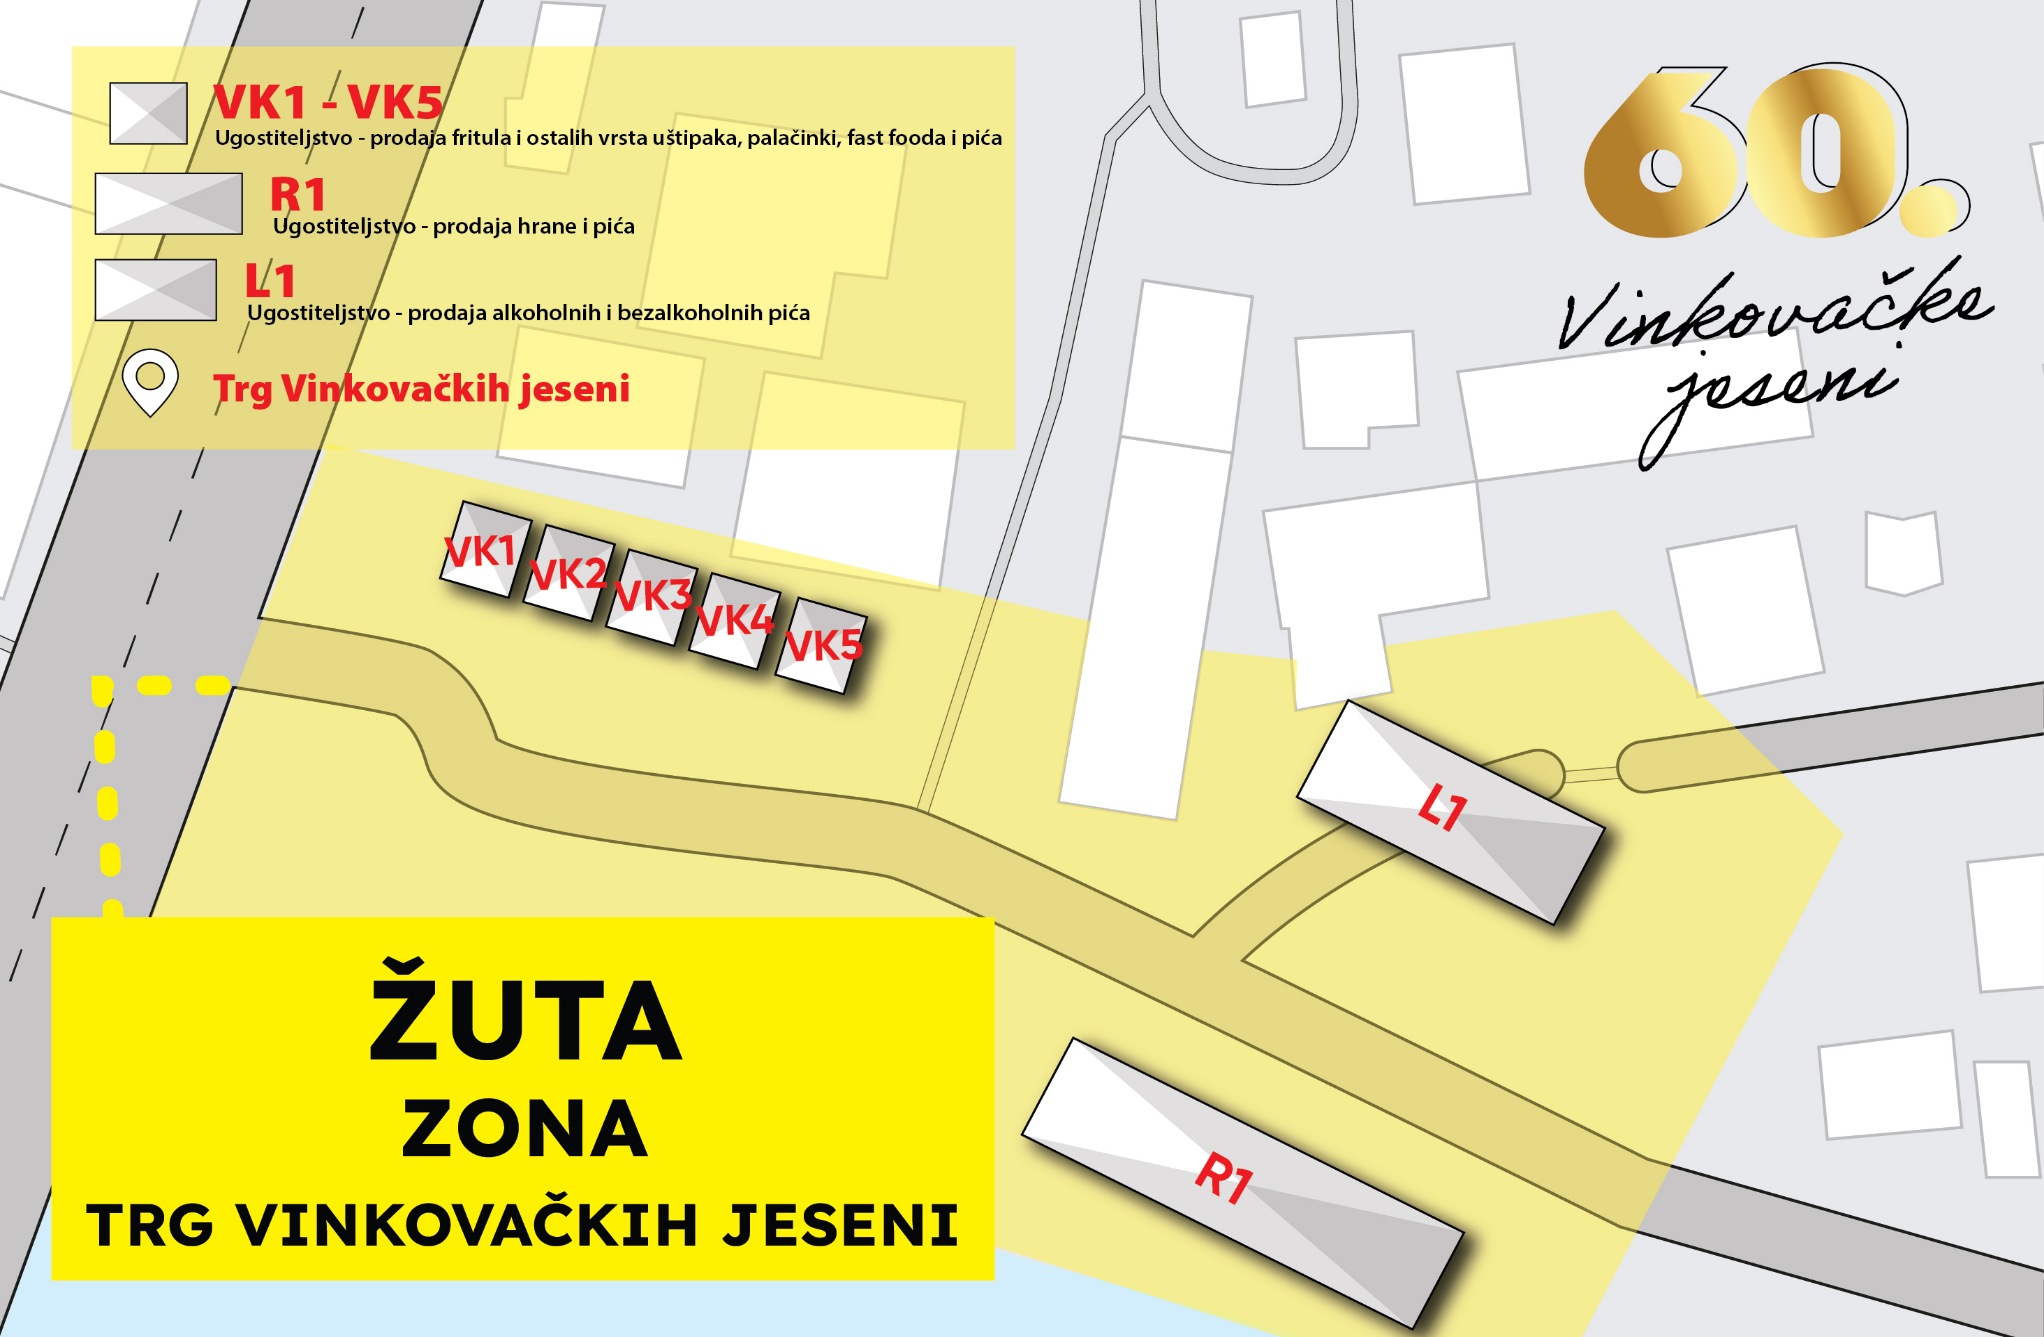 VK1 - VK5
Ugostiteljstvo - prodaja fritula i ostalih vrsta uštipaka, palačinki, fast fooda i pića
R1
Ugostiteljstvo - prodaja hrane i pića
L1
Ugostiteljstvo - prodaja alkoholnih i bezalkoholnih pića
Trg Vinkovačkih jeseni
60.
Vinkovačke
jeseni
VK1
VK2
VK3
VK4
VK5
L1
R1
ŽUTA
ZONA
TRG VINKOVAČKIH JESENI